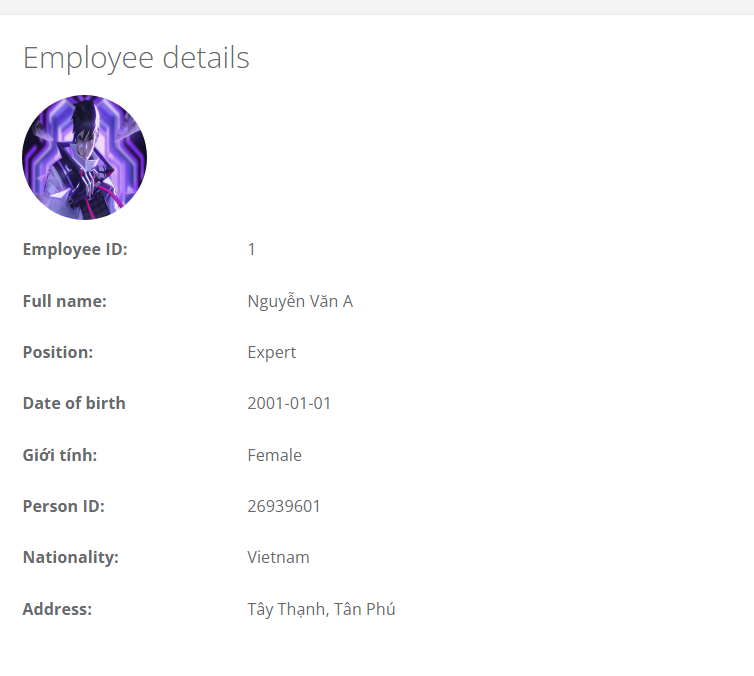 Employee details
Employee ID: 1
Full name: Nguyễn Văn A
Position: Expert
Date of birth 2001-01-01
Giới tính: Female
Person ID: 26939601
Nationality: Vietnam
Address: Tây Thạnh, Tân Phú